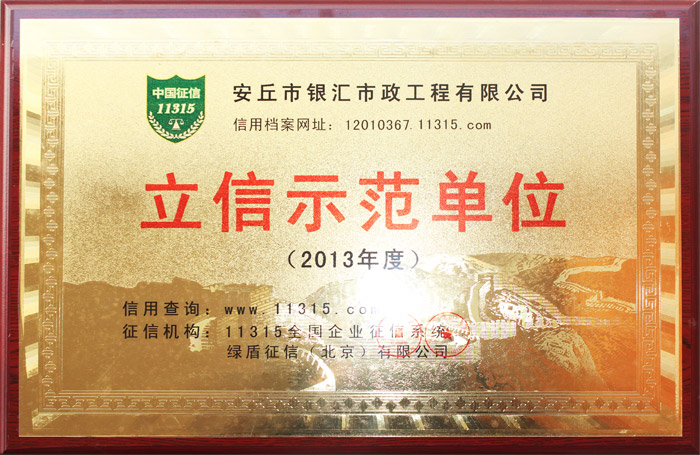 中国征信
11315
安丘市银汇市政工程有限公司
信用档案网址：12010367.11315.com
立信示范单位
（2013年度）
信用查询：www.11315.com
征信机构：11315全国企业征信系统
绿盾征信（北京）有限公司